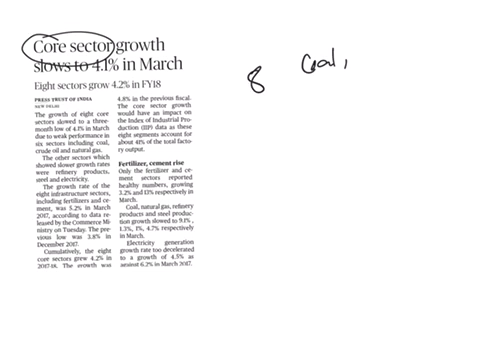 Core sector growth
slows to 4.1% in March
Eight sectors grow 4.2% in FY18
PRESS TRUST OF INDIA
NEW DELHI
The growth of eight core
sectors slowed to a three-
month low of 4.1% in March
due to weak performance in
six sectors including coal,
crude oil and natural gas.
The other sectors which
showed slower growth rates
were refinery products,
steel and electricity.
The growth rate of the
eight infrastructure sectors,
including fertilizers and ce-
ment, was 5.2% in March
2017, according to data re-
leased by the Commerce Mi-
nistry on Tuesday. The pre-
vious low was 3.8% in
December 2017.
Cumulatively, the eight
core sectors grew 4.2% in
2017-18. The growth was
4.8% in the previous fiscal.
The core sector growth
would have an impact on
the Index of Industrial Pro-
duction (IIP) data as these
eight segments account for
about 41% of the total fac-
tory output.
Fertilizer, cement rise
Only the fertilizer and ce-
ment sectors reported
healthy numbers, growing
3.2% and 13% respectively in
March.
Coal, natural gas, refinery
products and steel produc-
tion growth slowed to 9.1%,
1.3%, 1%, 4.7% respectively
in March.
Electricity generation
growth rate too decelerated
to a growth of 4.5% as
against 6.2% in March 2017.
8 Coal,